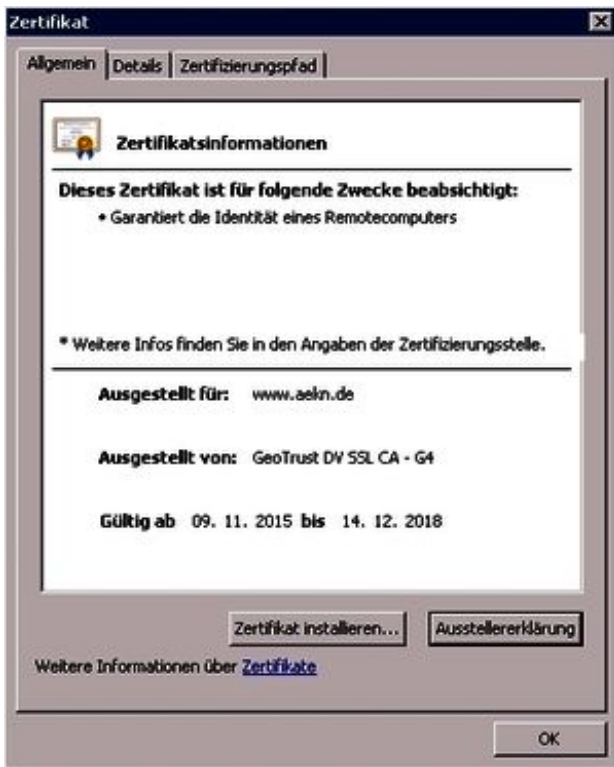 Zertifikat
Allgemein Details Zertifizierungspfad
Zertifikatsinformationen
Dieses Zertifikat ist für folgende Zwecke beabsichtigt:
• Garantiert die Identität eines Remotecomputers
* Weitere Infos finden Sie in den Angaben der Zertifizierungsstelle.
Ausgestellt für: www.aekn.de
Ausgestellt von: GeoTrust DV SSL CA - G4
Gültig ab 09. 11. 2015 bis 14. 12. 2018
Zertifikat installieren... Ausstellererklärung
Weitere Informationen über Zertifikate
OK